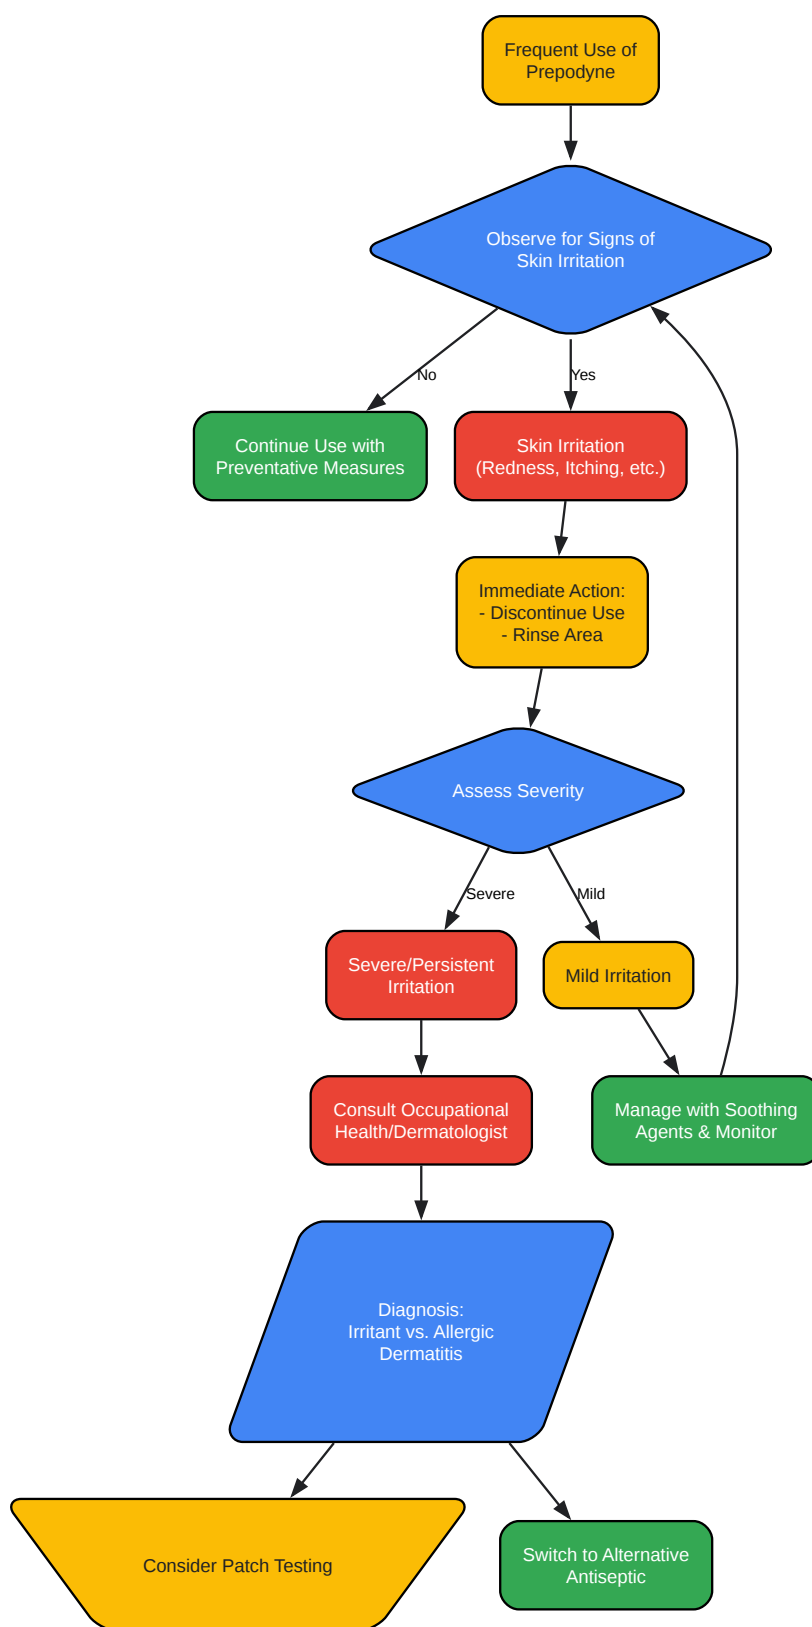 Frequent Use of
Prepodyne
Observe for Signs of
Skin Irritation
No
Yes
Continue Use with
Preventative Measures
Skin Irritation
(Redness, Itching, etc.)
Immediate Action:
- Discontinue Use
- Rinse Area
Assess Severity
Severe
Mild
Severe/Persistent
Irritation
Mild Irritation
Consult Occupational
Health/Dermatologist
Manage with Soothing
Agents & Monitor
Diagnosis:
Irritant vs. Allergic
Dermatitis
Consider Patch Testing
Switch to Alternative
Antiseptic